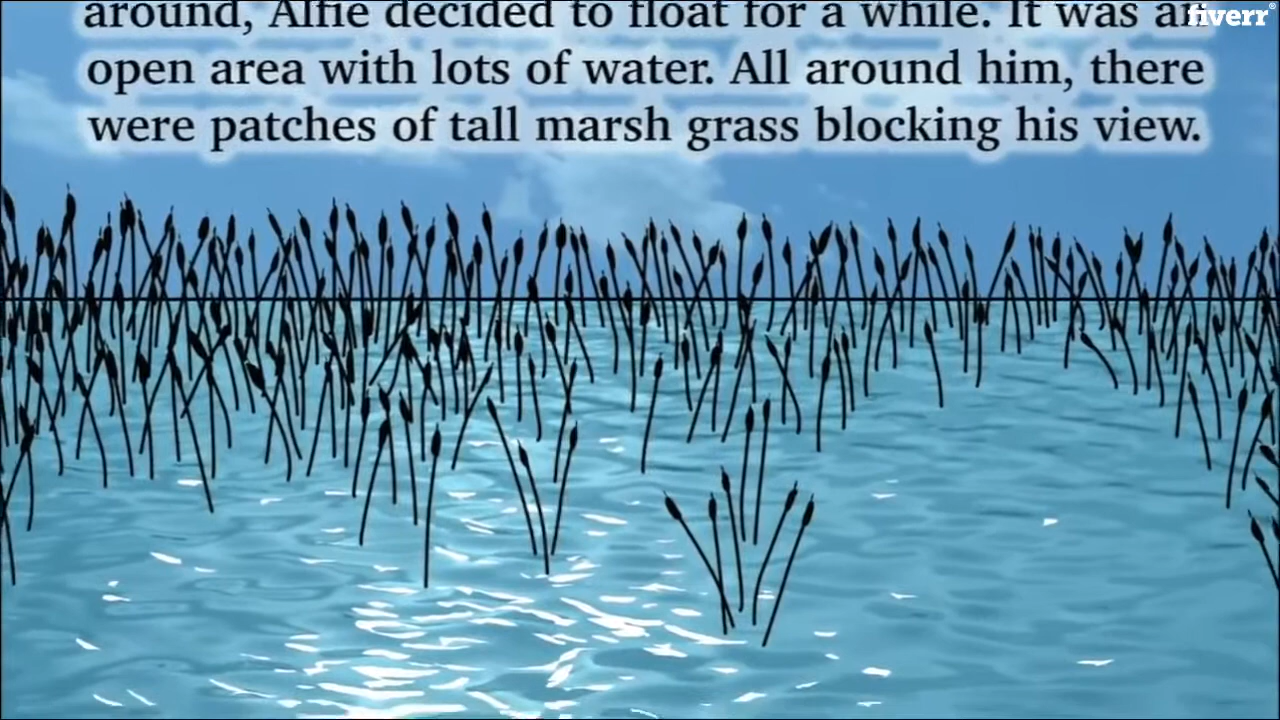 around, Alfie decided to float for a while. It was an
fiverr®
open area with lots of water. All around him, there
were patches of tall marsh grass blocking his view.